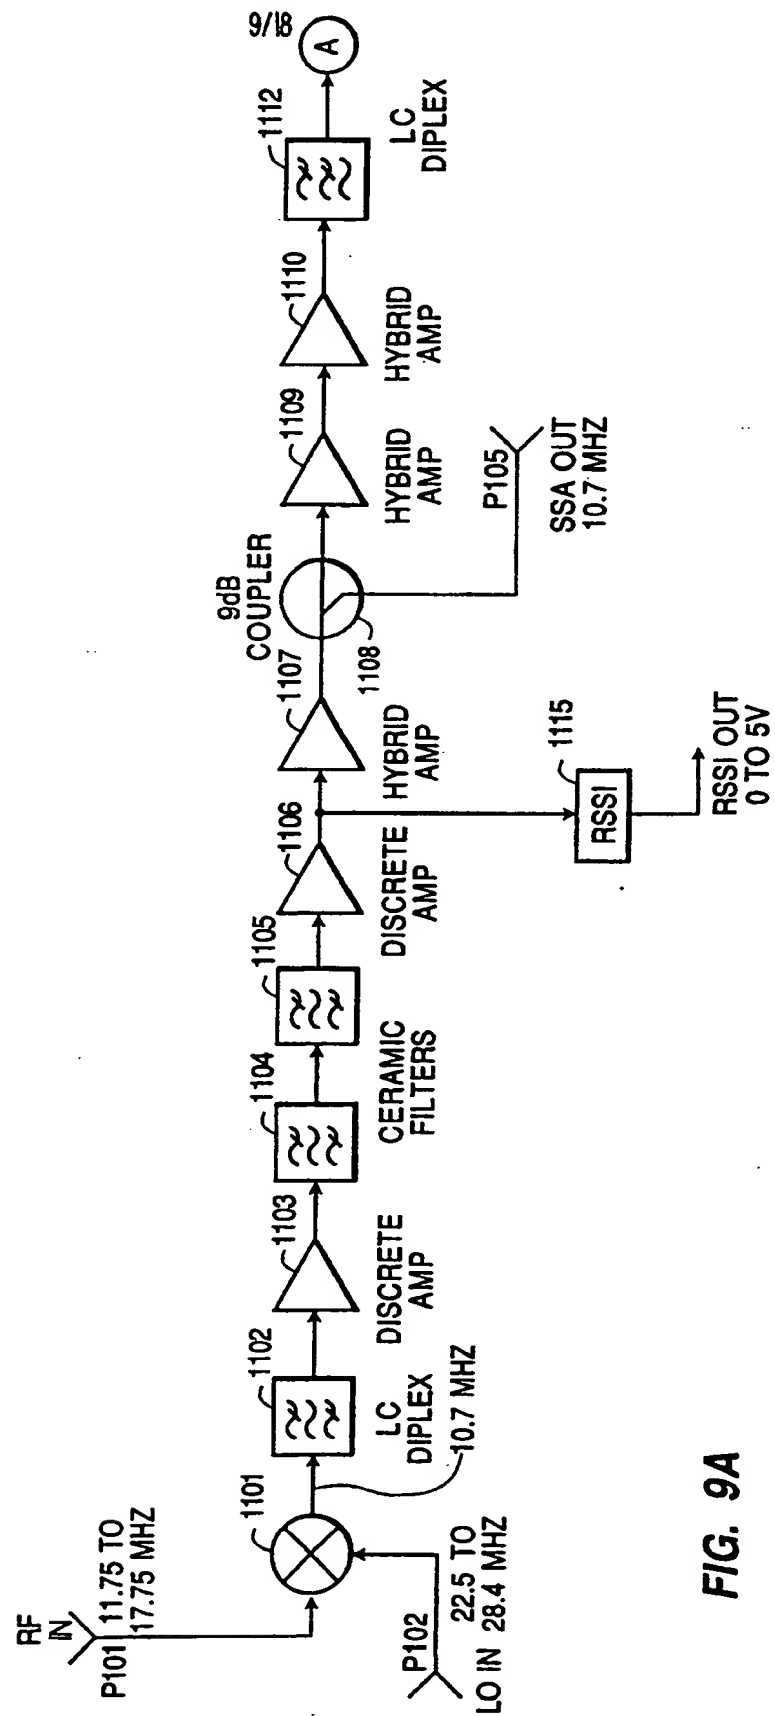 RF
IN
P101
11.75 TO
17.75 MHZ
P102
22.5 TO
LO IN 28.4 MHZ
1101
10.7 MHZ
1102
LC
DIPLEX
1103
DISCRETE
AMP
1104
1105
CERAMIC
FILTERS
1106
DISCRETE
AMP
1115
RSSI
RSSI OUT
0 TO 5V
1107
HYBRID
AMP
9dB
COUPLER
1108
P105
SSA OUT
10.7 MHZ
1109
HYBRID
AMP
1110
HYBRID
AMP
1112
LC
DIPLEX
A
FIG. 9A